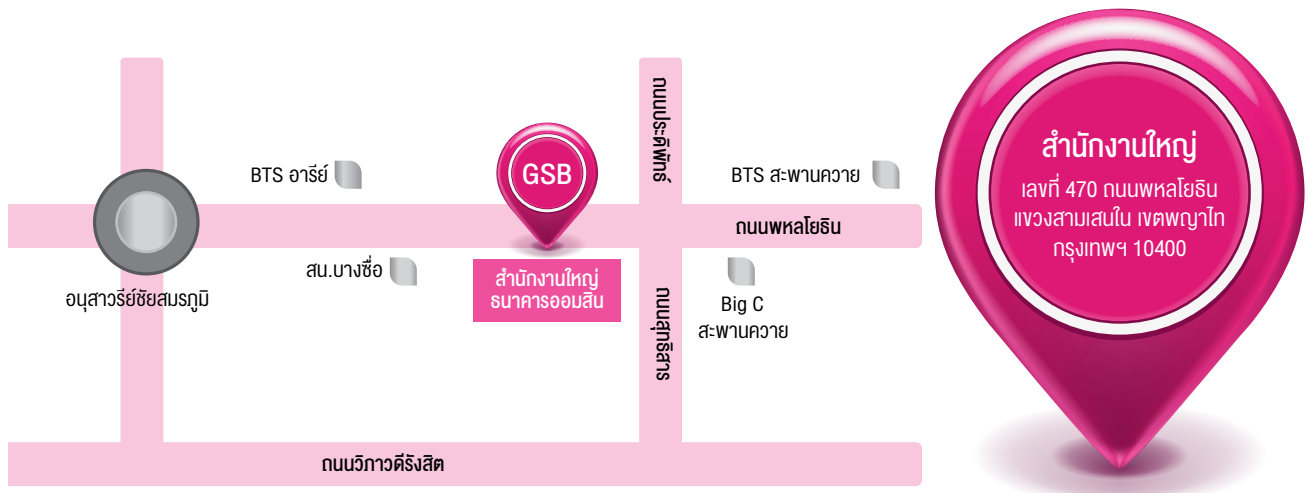 ถนนประดิพัทธ์
BTS อารีย์
GSB
BTS สะพานควาย
ถนนพหลโยธิน
สน.บางซื่อ
สำนักงานใหญ่
ธนาคารออมสิน
อนุสาวรีย์ชัยสมรภูมิ
ถนนสุทธิสาร
Big C
สะพานควาย
ถนนวิภาวดีรังสิต
สำนักงานใหญ่
เลขที่ 470 ถนนพหลโยธิน
แขวงสามเสนใน เขตพญาไท
กรุงเทพฯ 10400